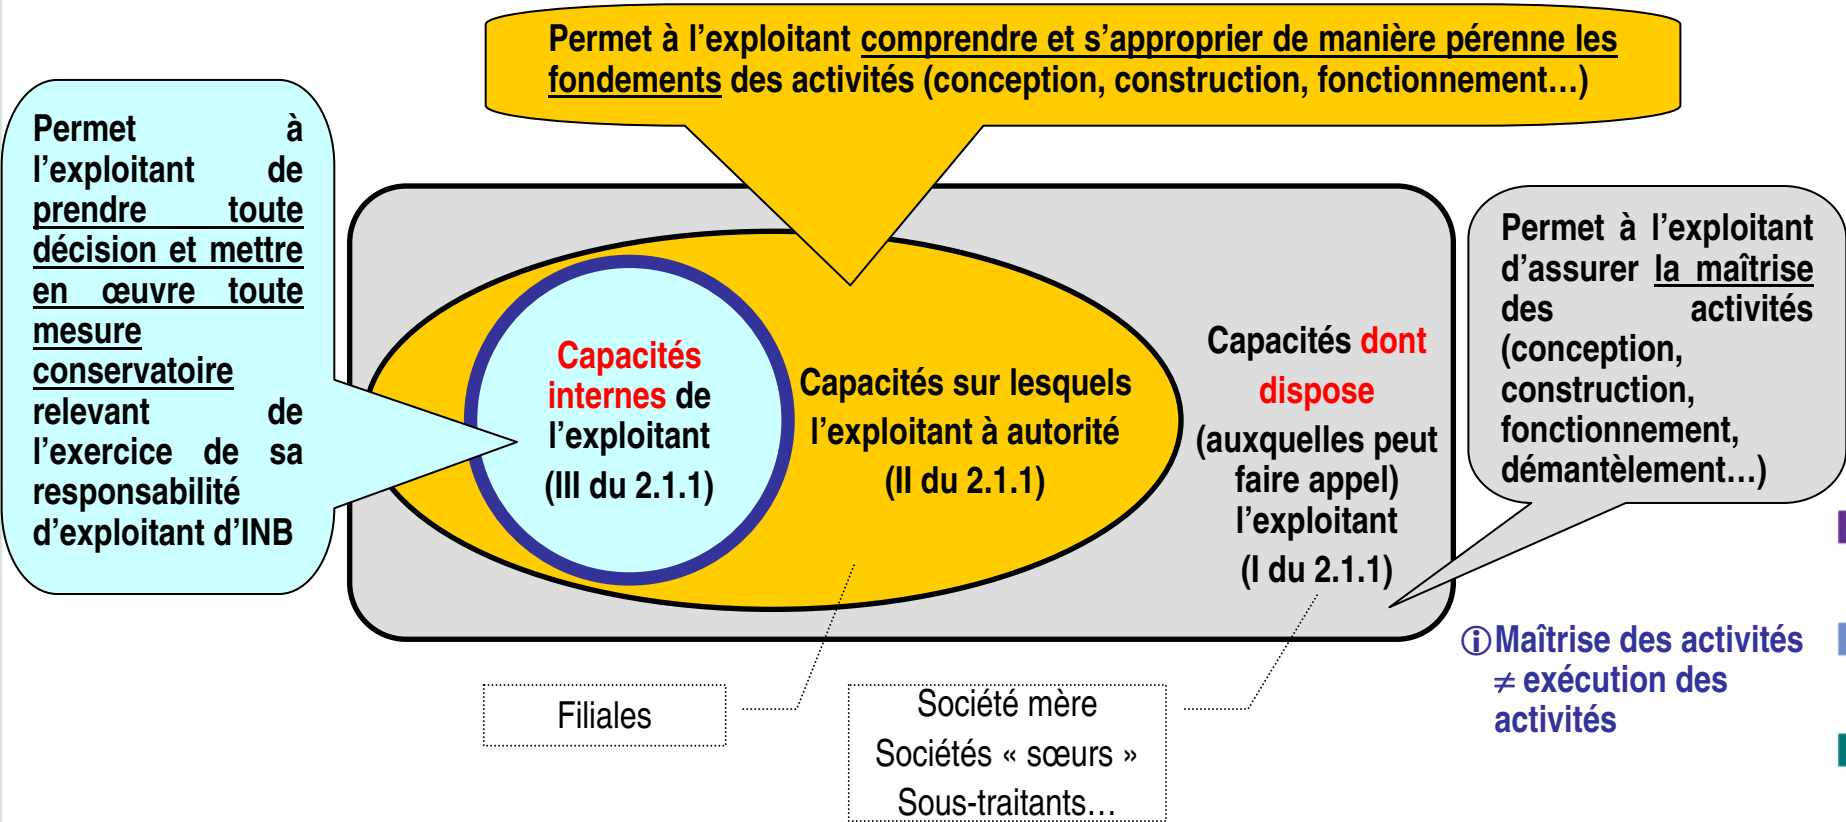 Permet à l’exploitant comprendre et s’approprier de manière pérenne les
fondements des activités (conception, construction, fonctionnement…)
Permet à
l’exploitant de
prendre toute
décision et mettre
en œuvre toute
mesure
conservatoire
relevant de
l’exercice de sa
responsabilité
d’exploitant d’INB
Capacités
internes de
l’exploitant
(III du 2.1.1)
Capacités sur lesquels
l’exploitant à autorité
(II du 2.1.1)
Capacités dont
dispose
(auxquelles peut
faire appel)
l’exploitant
(I du 2.1.1)
Permet à l’exploitant
d’assurer la maîtrise
des activités
(conception,
construction,
fonctionnement,
démantèlement…)
Filiales
Société mère
Sociétés « sœurs »
Sous-traitants…
ⓘMaîtrise des activités
≠ exécution des
activités